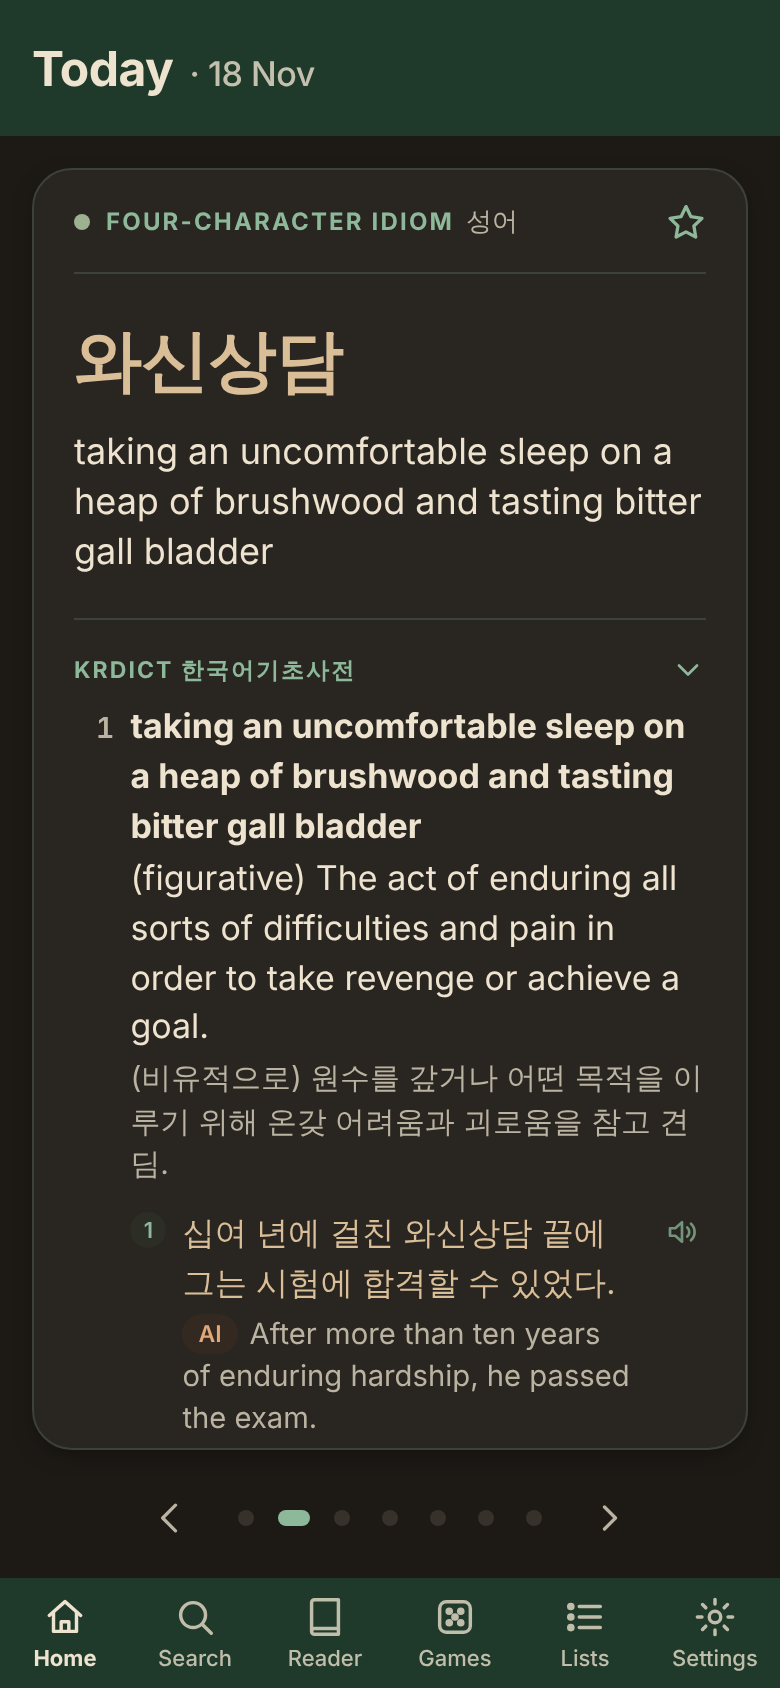 Today · 18 Nov
FOUR-CHARACTER IDIOM 성어
와신상담
taking an uncomfortable sleep on a
heap of brushwood and tasting bitter
gall bladder
KRDICT 한국어기초사전
1 taking an uncomfortable sleep on
a heap of brushwood and tasting
bitter gall bladder
(figurative) The act of enduring all
sorts of difficulties and pain in
order to take revenge or achieve a
goal.
(비유적으로) 원수를 갚거나 어떤 목적을 이
루기 위해 온갖 어려움과 괴로움을 참고 견
딤.
1 십여 년에 걸친 와신상담 끝에
그는 시험에 합격할 수 있었다.
AI After more than ten years
of enduring hardship, he passed
the exam.
Home Search Reader Games Lists Settings